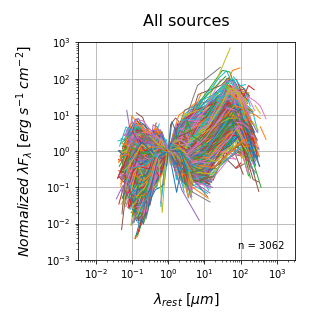 All sources
Normalized λF_λ [erg s⁻¹ cm⁻²]
10³
10²
10¹
10⁰
10⁻¹
10⁻²
10⁻³
n = 3062
10⁻² 10⁻¹ 10⁰ 10¹ 10² 10³
λ_rest [μm]